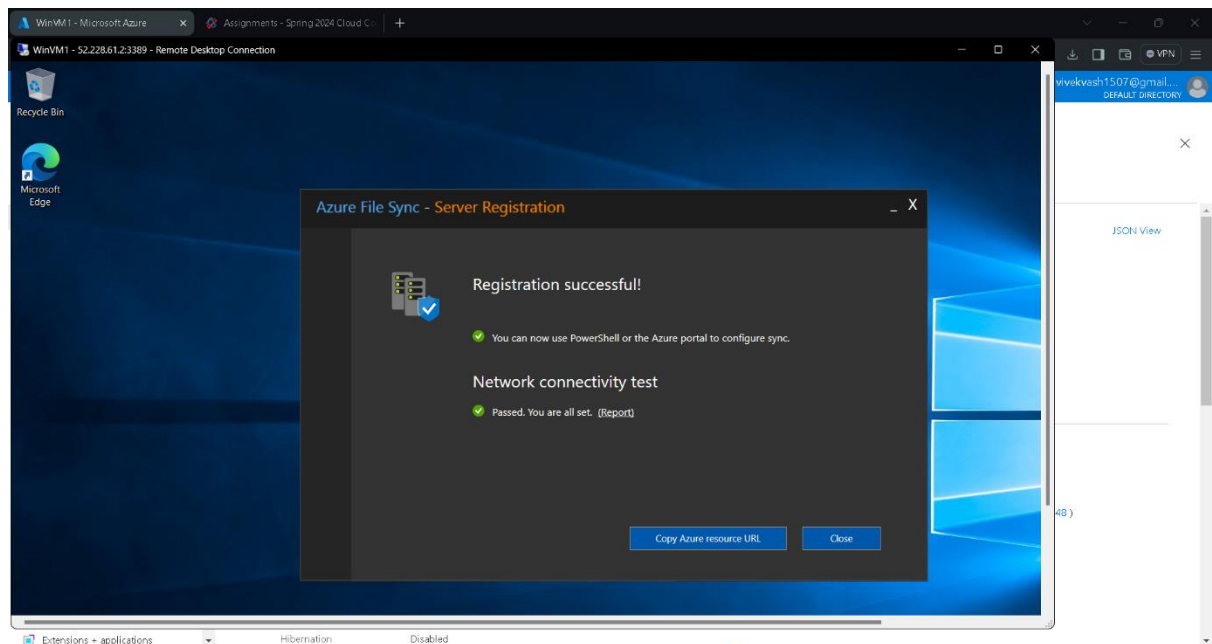 WinVM1 - Microsoft Azure
Assignments - Spring 2024 Cloud Co
WinVM1 - 52.228.61.2:3389 - Remote Desktop Connection
VPN
vivekvash1507@gmail....
DEFAULT DIRECTORY
Recycle Bin
Microsoft
Edge
Azure File Sync - Server Registration
JSON View
Registration successful!
You can now use PowerShell or the Azure portal to configure sync.
Network connectivity test
Passed. You are all set. (Report)
4B )
Copy Azure resource URL
Close
Extensions + applications
Hibernation
Disabled